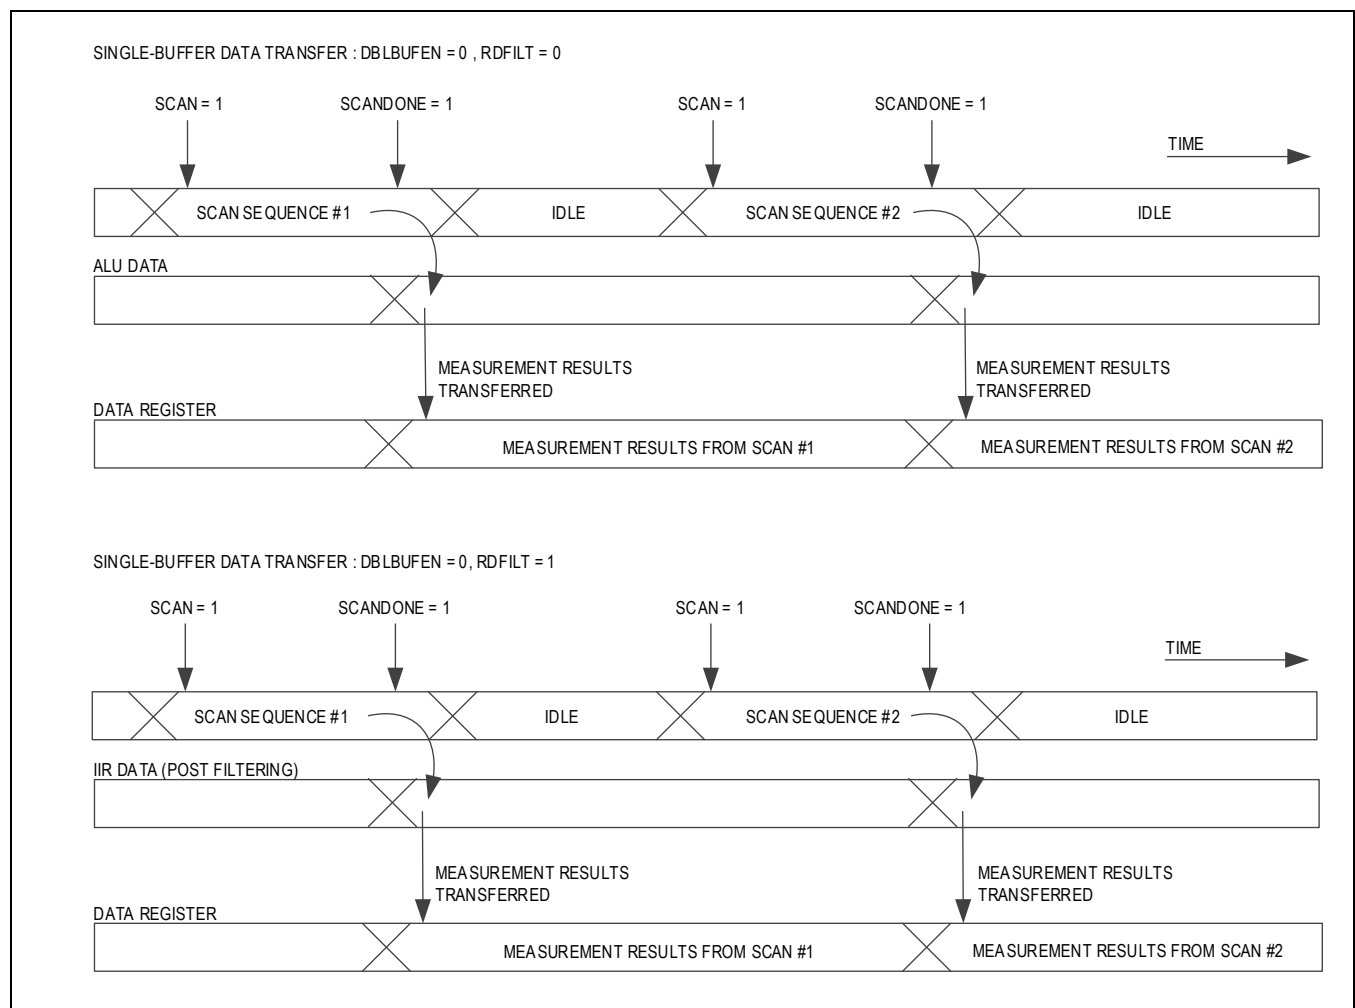 SINGLE-BUFFER DATA TRANSFER : DBLBUFEN = 0 , RDFILT = 0
SCAN = 1 SCANDONE = 1 SCAN = 1 SCANDONE = 1
TIME
SCAN SEQUENCE #1 IDLE SCAN SEQUENCE #2 IDLE
ALU DATA
MEASUREMENT RESULTS MEASUREMENT RESULTS
TRANSFERRED TRANSFERRED
DATA REGISTER
MEASUREMENT RESULTS FROM SCAN #1 MEASUREMENT RESULTS FROM SCAN #2
SINGLE-BUFFER DATA TRANSFER : DBLBUFEN = 0, RDFILT = 1
SCAN = 1 SCANDONE = 1 SCAN = 1 SCANDONE = 1
TIME
SCAN SEQUENCE #1 IDLE SCAN SEQUENCE #2 IDLE
IIR DATA (POST FILTERING)
MEASUREMENT RESULTS MEASUREMENT RESULTS
TRANSFERRED TRANSFERRED
DATA REGISTER
MEASUREMENT RESULTS FROM SCAN #1 MEASUREMENT RESULTS FROM SCAN #2